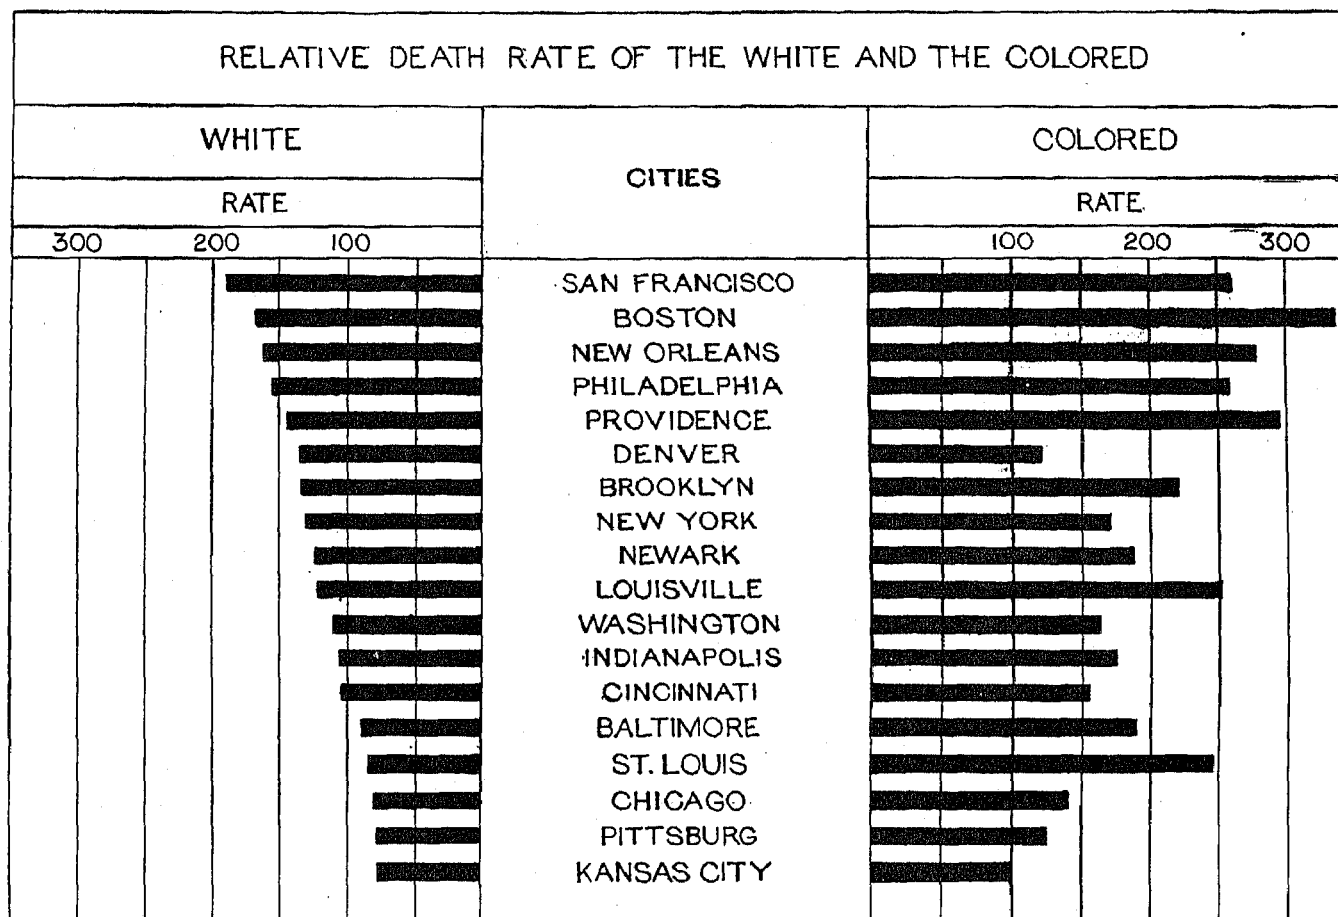 RELATIVE DEATH RATE OF THE WHITE AND THE COLORED
WHITE
CITIES
COLORED
RATE
RATE
300 200 100
100 200 300
SAN FRANCISCO
BOSTON
NEW ORLEANS
PHILADELPHIA
PROVIDENCE
DENVER
BROOKLYN
NEW YORK
NEWARK
LOUISVILLE
WASHINGTON
INDIANAPOLIS
CINCINNATI
BALTIMORE
ST. LOUIS
CHICAGO
PITTSBURG
KANSAS CITY